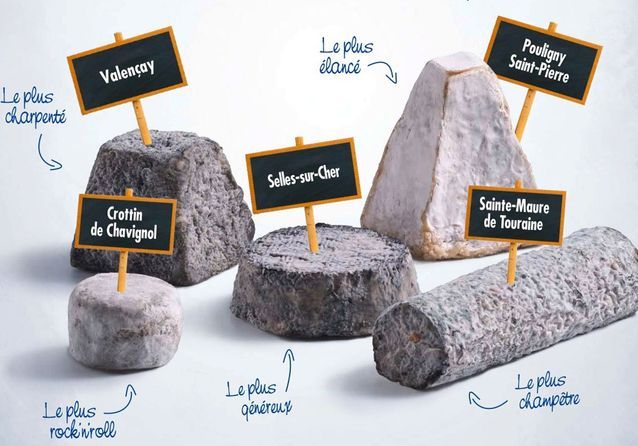 Valençay
Le plus
charpenté
Le plus
élancé
Pouligny
Saint-Pierre
Selles-sur-Cher
Crottin
de Chavignol
Sainte-Maure
de Touraine
Le plus
rock'n'roll
Le plus
généreux
Le plus
champêtre